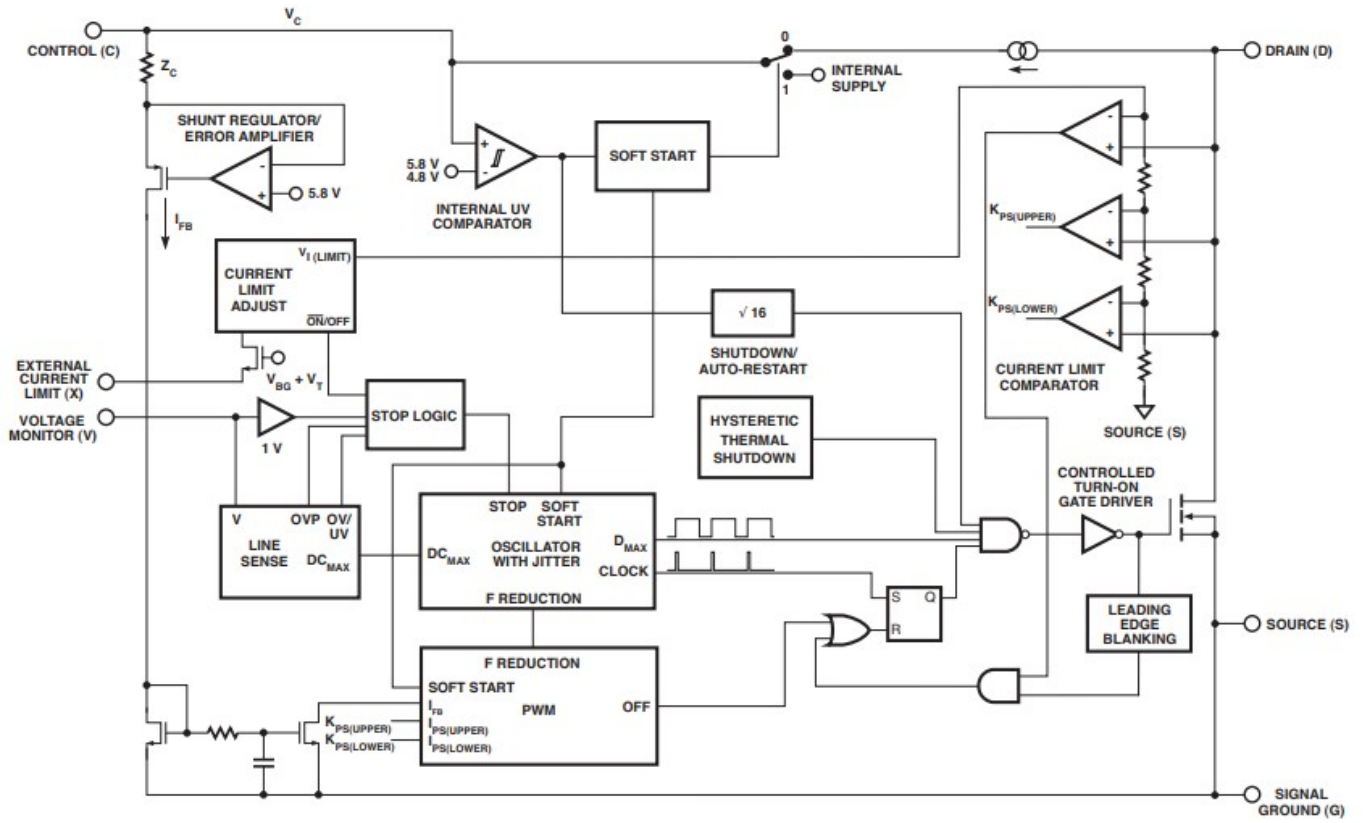 V_C
0
CONTROL (C)
DRAIN (D)
Z_C
INTERNAL
SUPPLY
1
SHUNT REGULATOR/
ERROR AMPLIFIER
-
+
5.8 V
I_FB
+
-
5.8 V
4.8 V
INTERNAL UV
COMPARATOR
SOFT START
-
+
K_PS(UPPER)
-
+
K_PS(LOWER)
-
+
CURRENT LIMIT
COMPARATOR
SOURCE (S)
V_I (LIMIT)
CURRENT
LIMIT
ADJUST
ON/OFF
V_BG + V_T
√ 16
SHUTDOWN/
AUTO-RESTART
EXTERNAL
CURRENT
LIMIT (X)
VOLTAGE
MONITOR (V)
1 V
STOP LOGIC
HYSTERETIC
THERMAL
SHUTDOWN
CONTROLLED
TURN-ON
GATE DRIVER
V
OVP
OV/
UV
LINE
SENSE
DC_MAX
STOP
SOFT
START
DC_MAX
OSCILLATOR
WITH JITTER
D_MAX
CLOCK
F REDUCTION
S
Q
R
LEADING
EDGE
BLANKING
SOURCE (S)
F REDUCTION
SOFT START
PWM
OFF
I_FB
K_PS(UPPER)
I_PS(UPPER)
K_PS(LOWER)
I_PS(LOWER)
SIGNAL
GROUND (G)